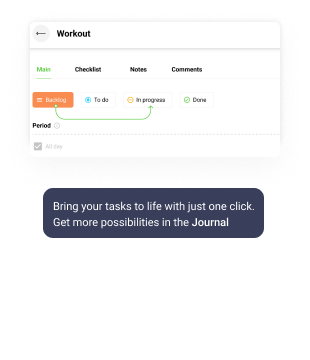 Workout
Main Checklist Notes Comments
Backlog To do In progress Done
Period
All day
Bring your tasks to life with just one click.
Get more possibilities in the Journal